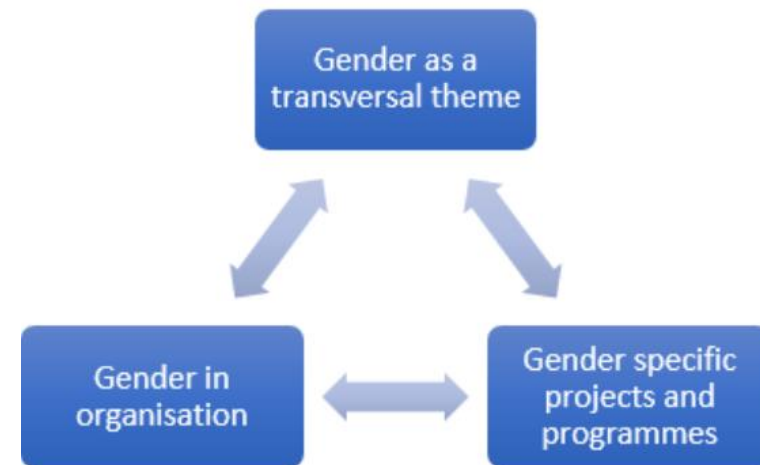 Gender as a
transversal theme
Gender in
organisation
Gender specific
projects and
programmes